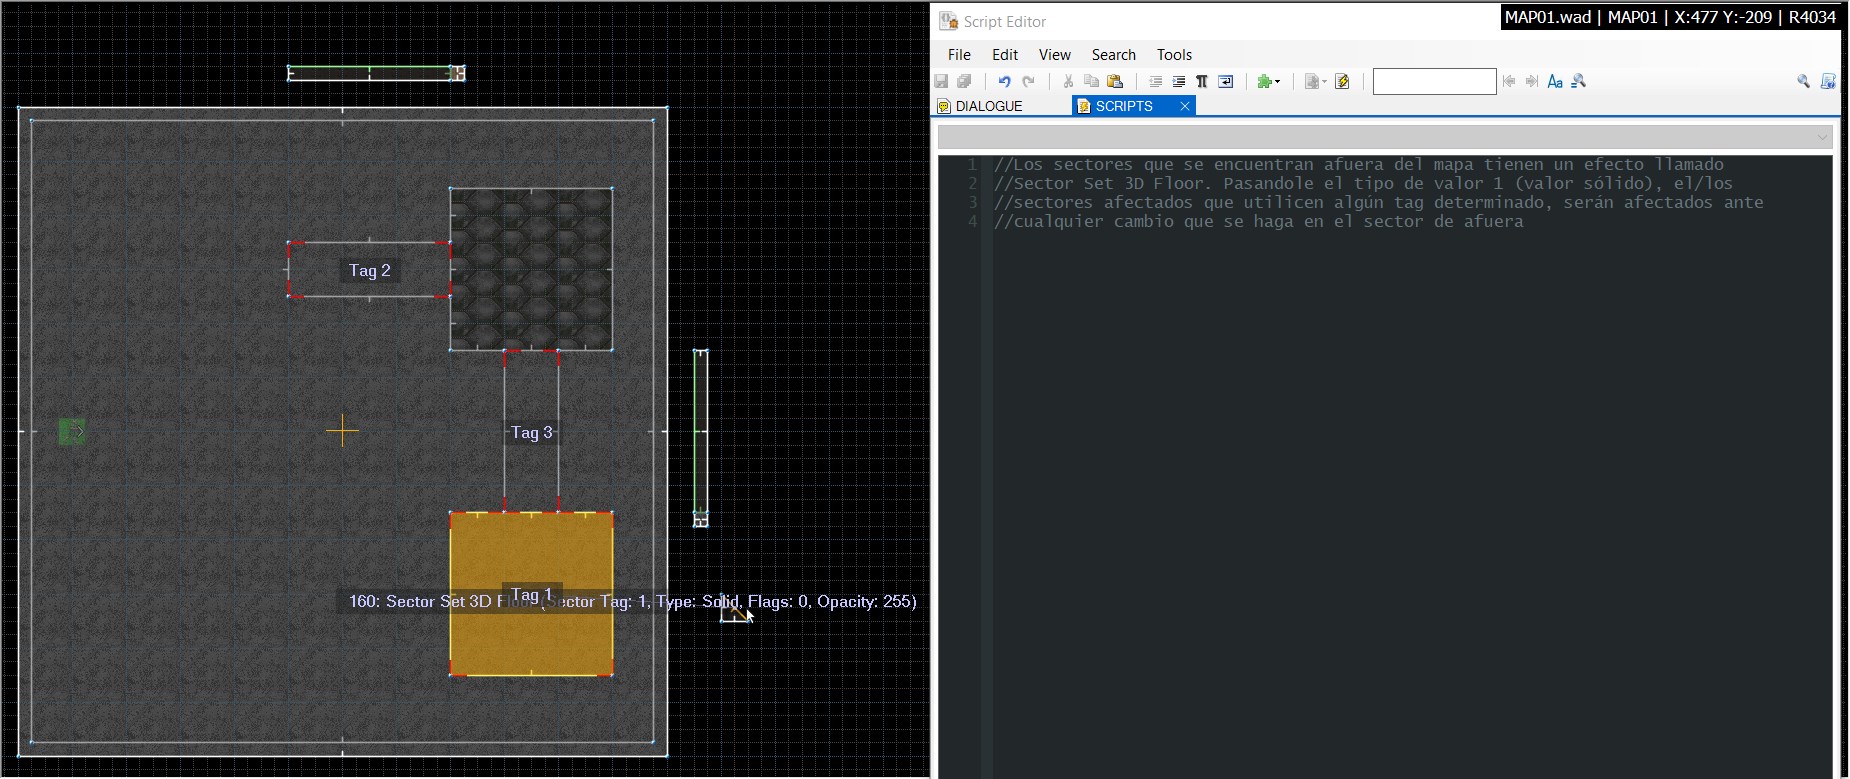 Script Editor
MAP01.wad | MAP01 | X:477 Y:-209 | R4034
File Edit View Search Tools
DIALOGUE SCRIPTS
1 //Los sectores que se encuentran afuera del mapa tienen un efecto llamado
2 //Sector Set 3D Floor. Pasandole el tipo de valor 1 (valor sólido), el/los
3 //sectores afectados que utilicen algún tag determinado, serán afectados ante
4 //cualquier cambio que se haga en el sector de afuera
Tag 2
Tag 3
Tag 1
160: Sector Set 3D Floor (Sector Tag: 1, Type: Solid, Flags: 0, Opacity: 255)